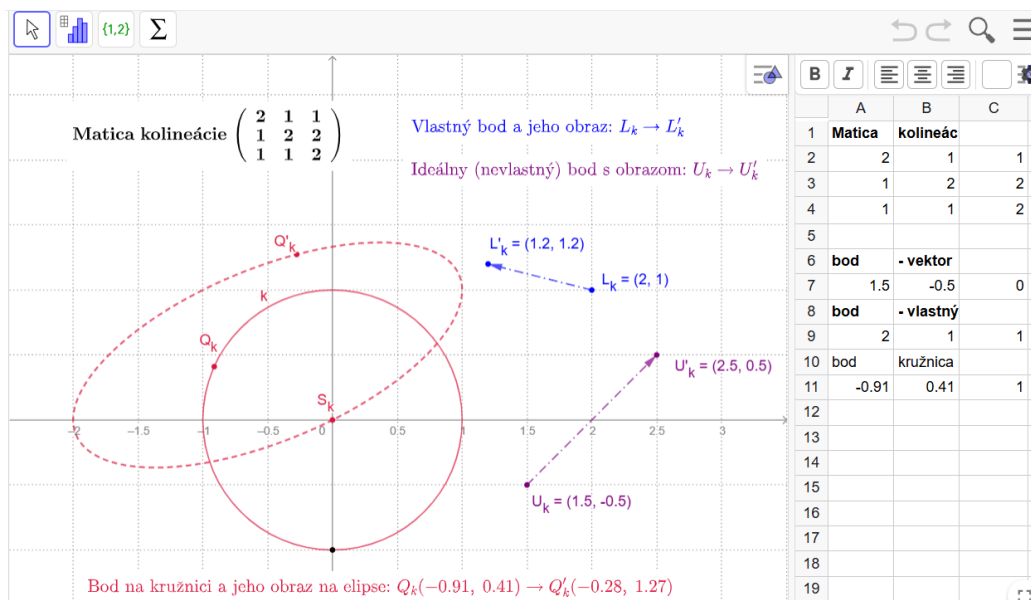 {1,2} Σ
B I
Matica kolineácie
2 1 1
1 2 2
1 1 2
Vlastný bod a jeho obraz: Lₖ → L′ₖ
Ideálny (nevlastný) bod s obrazom: Uₖ → U′ₖ
Q'ₖ
k
Qₖ
Sₖ
L'ₖ = (1.2, 1.2)
Lₖ = (2, 1)
U'ₖ = (2.5, 0.5)
Uₖ = (1.5, -0.5)
-2 -1.5 -1 -0.5 0 0.5 1 1.5 2 2.5 3
Bod na kružnici a jeho obraz na elipse: Qₖ(−0.91, 0.41) → Q′ₖ(−0.28, 1.27)
A B C
1 Matica kolineác
2 2 1 1
3 1 2 2
4 1 1 2
5
6 bod - vektor
7 1.5 -0.5 0
8 bod - vlastný
9 2 1 1
10 bod kružnica
11 -0.91 0.41 1
12
13
14
15
16
17
18
19